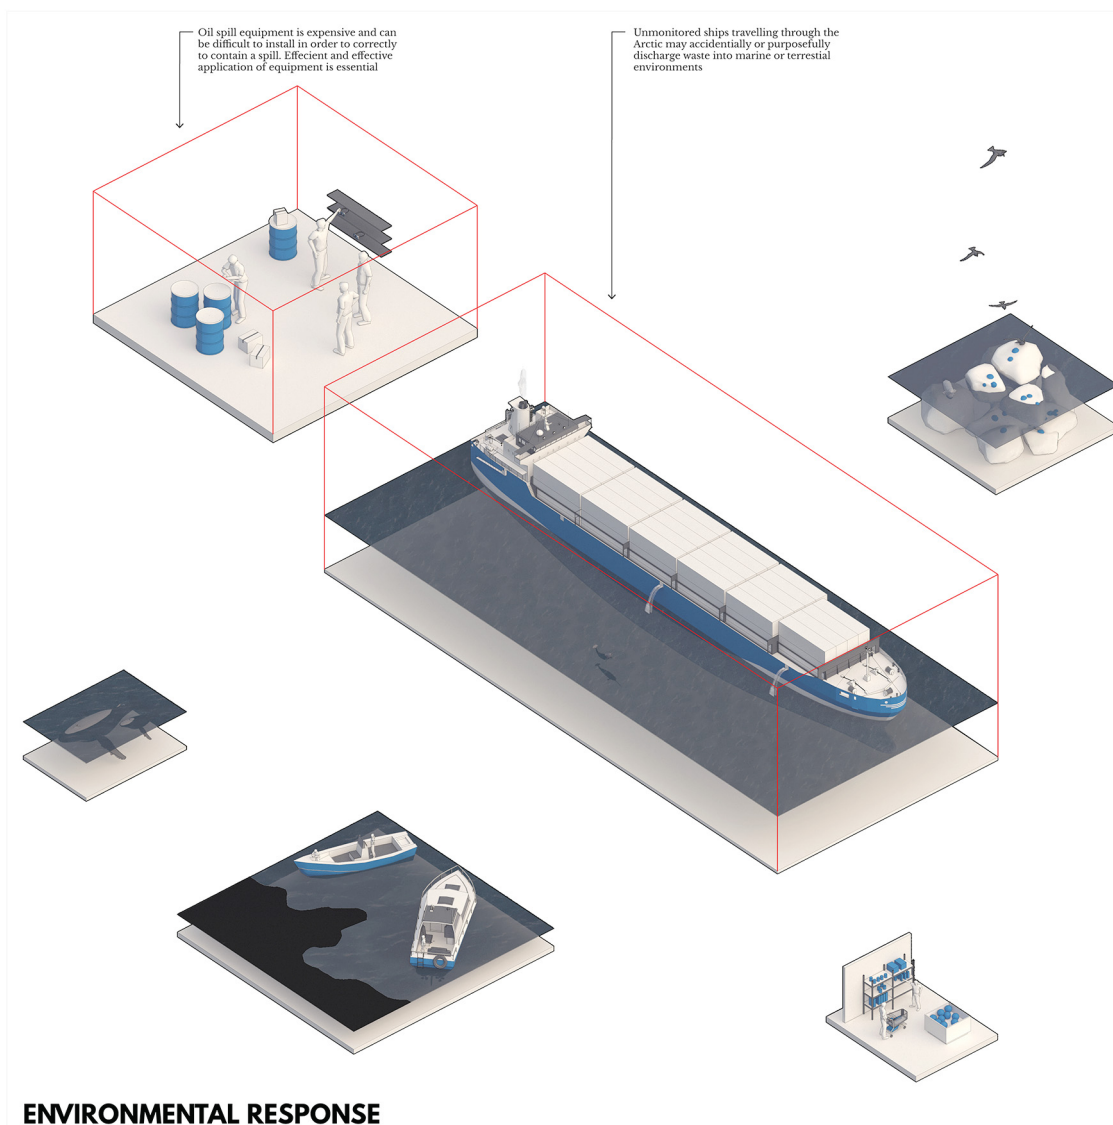 Oil spill equipment is expensive and can
be difficult to install in order to correctly
to contain a spill. Effecient and effective
application of equipment is essential
Unmonitored ships travelling through the
Arctic may accidentially or purposefully
discharge waste into marine or terrestial
environments
ENVIRONMENTAL RESPONSE